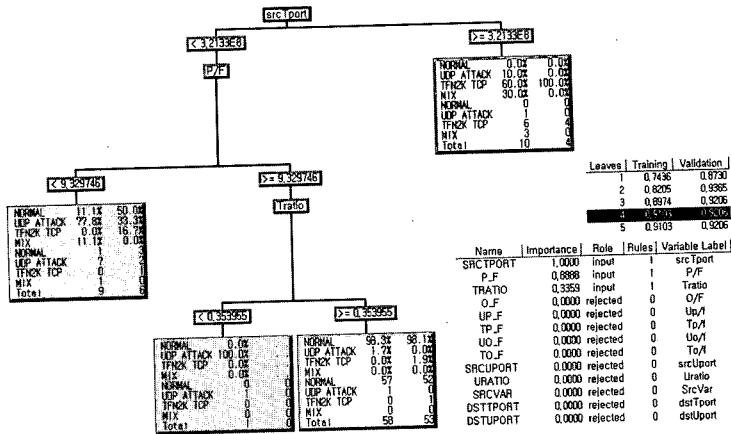 srcTport
< 3,2133E8
>= 3,2133E8
P/F
NORMAL 0.0% 0.0%
UDP ATTACK 10.0% 0.0%
TFN2K TCP 60.0% 100.0%
MIX 30.0% 0.0%
NORMAL 0 0
UDP ATTACK 1 0
TFN2K TCP 6 4
MIX 3 0
Total 10 4
< 9,329746
>= 9,329746
Tratio
NORMAL 11.1% 50.0%
UDP ATTACK 77.8% 33.3%
TFN2K TCP 0.0% 16.7%
MIX 11.1% 0.0%
NORMAL 1 3
UDP ATTACK 7
TFN2K TCP 0 1
MIX 1 0
Total 9 6
< 0,353955
>= 0,353955
NORMAL 0.0%
UDP ATTACK 100.0%
TFN2K TCP 0.0%
MIX 0.0%
NORMAL 0 0
UDP ATTACK 1 0
TFN2K TCP 0 0
MIX 0 0
Total 1 0
NORMAL 98.3% 98.1%
UDP ATTACK 1.7% 0.0%
TFN2K TCP 0.0% 1.9%
MIX 0.0% 0.0%
NORMAL 57 52
UDP ATTACK 1 0
TFN2K TCP 0 1
MIX 0 0
Total 58 53
Leaves Training Validation
1 0,7436 0,8730
2 0,8205 0,9365
3 0,8974 0,9206
4
5 0,9103 0,9206
Name Importance Role Rules Variable Label
SRCTPORT 1,0000 input 1 srcTport
P_F 0,8888 input 1 P/F
TRATIO 0,3359 input 1 Tratio
O_F 0,0000 rejected 0 O/F
UP_F 0,0000 rejected 0 Up/f
TP_F 0,0000 rejected 0 Tp/f
UO_F 0,0000 rejected 0 Uo/f
TO_F 0,0000 rejected 0 To/f
SRCUPORT 0,0000 rejected 0 srcUport
URATIO 0,0000 rejected 0 Uratio
SRCVAR 0,0000 rejected 0 SrcVar
DSTTPORT 0,0000 rejected 0 dstTport
DSTUPORT 0,0000 rejected 0 dstUport